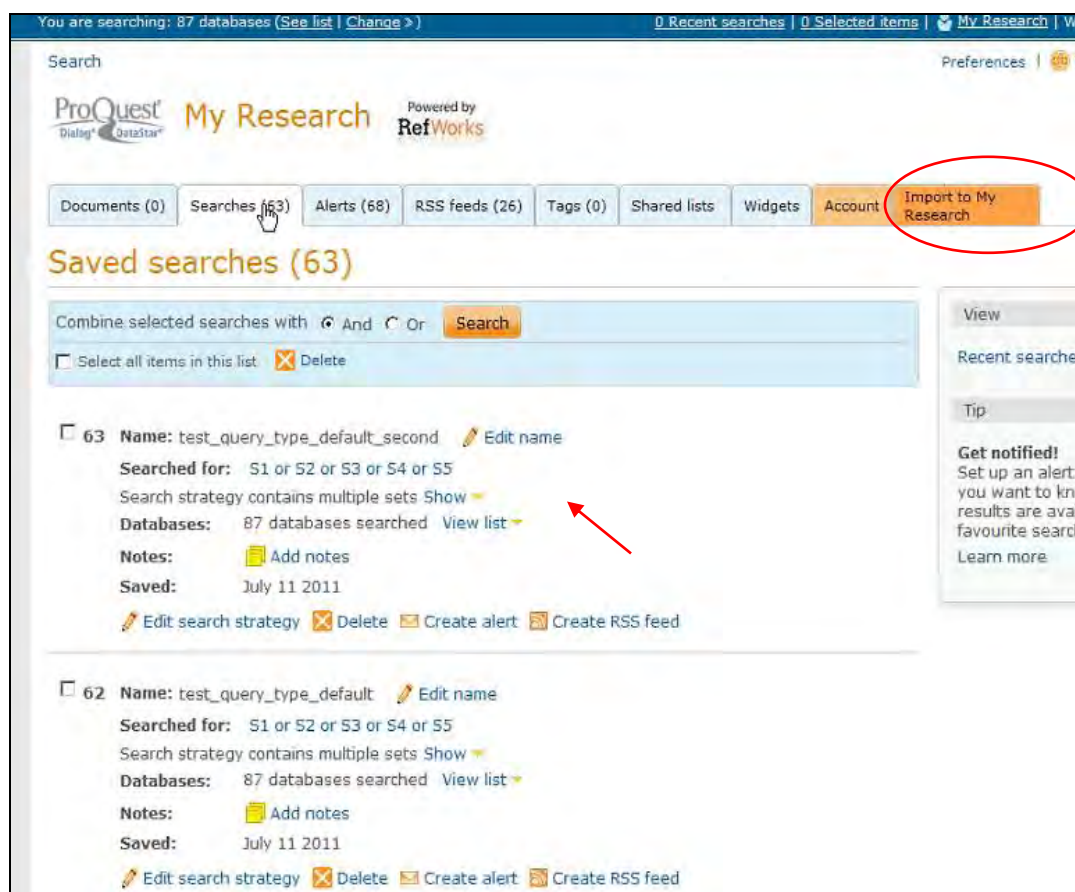 You are searching: 87 databases (See list | Change >) 0 Recent searches | 0 Selected items | My Research | W
Search Preferences |
ProQuest
Dialog® DataStar®
My Research
Powered by
RefWorks
Documents (0) Searches (63) Alerts (68) RSS feeds (26) Tags (0) Shared lists Widgets Account Import to My Research
Saved searches (63)
Combine selected searches with And Or Search
Select all items in this list Delete
View
Recent searche
Tip
Get notified!
Set up an alert
you want to kn
results are ava
favourite searc
Learn more
63 Name: test_query_type_default_second Edit name
Searched for: S1 or S2 or S3 or S4 or S5
Search strategy contains multiple sets Show
Databases: 87 databases searched View list
Notes: Add notes
Saved: July 11 2011
Edit search strategy Delete Create alert Create RSS feed
62 Name: test_query_type_default Edit name
Searched for: S1 or S2 or S3 or S4 or S5
Search strategy contains multiple sets Show
Databases: 87 databases searched View list
Notes: Add notes
Saved: July 11 2011
Edit search strategy Delete Create alert Create RSS feed